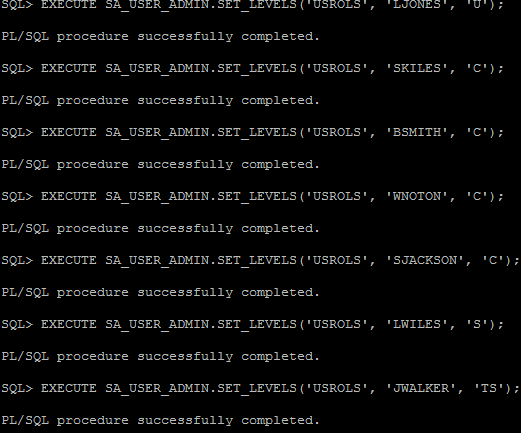 SQL> EXECUTE SA_USER_ADMIN.SET_LEVELS('USROLS', 'LJONES', 'U');
PL/SQL procedure successfully completed.
SQL> EXECUTE SA_USER_ADMIN.SET_LEVELS('USROLS', 'SKILES', 'C');
PL/SQL procedure successfully completed.
SQL> EXECUTE SA_USER_ADMIN.SET_LEVELS('USROLS', 'BSMITH', 'C');
PL/SQL procedure successfully completed.
SQL> EXECUTE SA_USER_ADMIN.SET_LEVELS('USROLS', 'WNOTON', 'C');
PL/SQL procedure successfully completed.
SQL> EXECUTE SA_USER_ADMIN.SET_LEVELS('USROLS', 'SJACKSON', 'C');
PL/SQL procedure successfully completed.
SQL> EXECUTE SA_USER_ADMIN.SET_LEVELS('USROLS', 'LWILES', 'S');
PL/SQL procedure successfully completed.
SQL> EXECUTE SA_USER_ADMIN.SET_LEVELS('USROLS', 'JWALKER', 'TS');
PL/SQL procedure successfully completed.